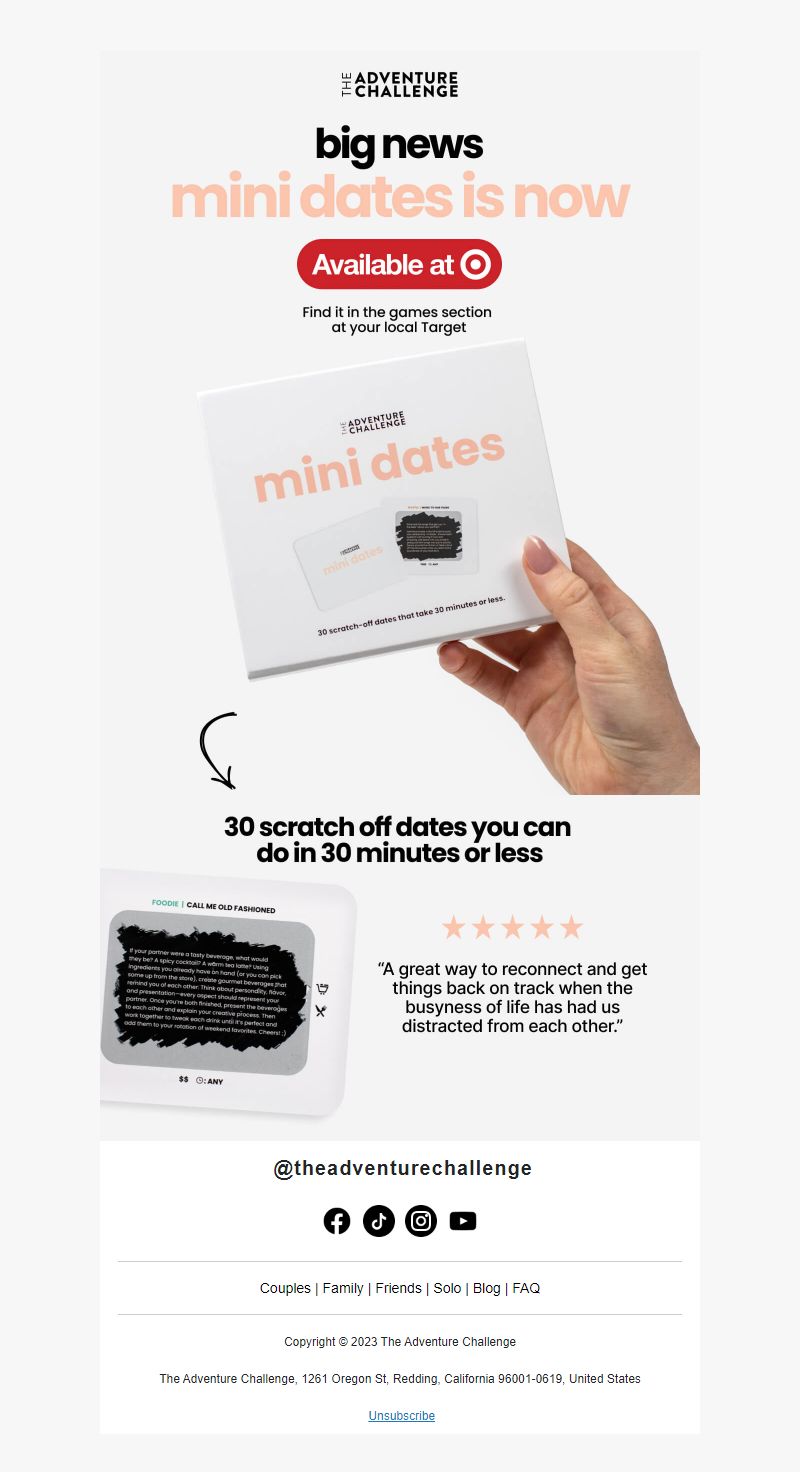 THE ADVENTURE
CHALLENGE
big news
mini dates is now
Available at
Find it in the games section
at your local Target
THE ADVENTURE
CHALLENGE
mini dates
mini dates
30 scratch-off dates that take 30 minutes or less.
30 scratch off dates you can
do in 30 minutes or less
FOODIE | CALL ME OLD FASHIONED
If your partner were a tasty beverage, what would
they be? A spicy cocktail? A warm tea latte? Using
ingredients you already have on hand (or you can pick
some up from the store), create gourmet beverages that
remind you of each other. Think about personality, flavor,
and presentation—every aspect should represent your
partner. Once you're both finished, present the beverages
to each other and explain your creative process. Then
work together to tweak each drink until it's perfect and
add them to your rotation of weekend favorites. Cheers! ;)
$$ : ANY
“A great way to reconnect and get
things back on track when the
busyness of life has had us
distracted from each other.”
@theadventurechallenge
Couples | Family | Friends | Solo | Blog | FAQ
Copyright © 2023 The Adventure Challenge
The Adventure Challenge, 1261 Oregon St, Redding, California 96001-0619, United States
Unsubscribe